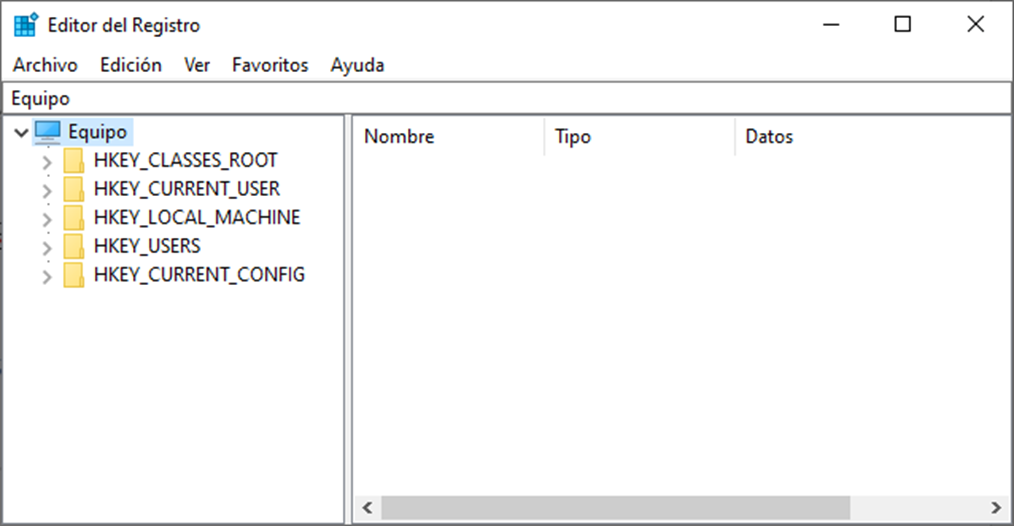 Editor del Registro
Archivo Edición Ver Favoritos Ayuda
Equipo
Equipo
HKEY_CLASSES_ROOT
HKEY_CURRENT_USER
HKEY_LOCAL_MACHINE
HKEY_USERS
HKEY_CURRENT_CONFIG
Nombre Tipo Datos